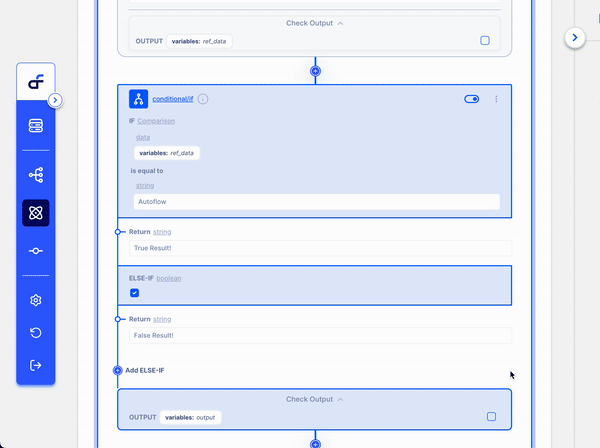 Check Output
OUTPUT variables: ref_data
conditional/if
IF Comparison
data
variables: ref_data
is equal to
string
Autoflow
Return string
True Result!
ELSE-IF boolean
Return string
False Result!
Add ELSE-IF
Check Output
OUTPUT variables: output